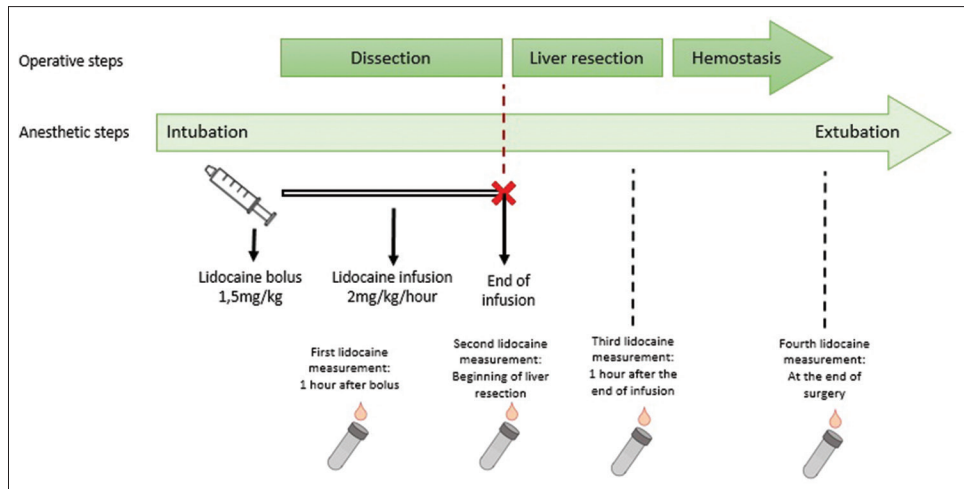 Operative steps
Dissection
Liver resection
Hemostasis
Anesthetic steps
Intubation
Extubation
Lidocaine bolus
1,5mg/kg
Lidocaine infusion
2mg/kg/hour
End of
infusion
First lidocaine
measurement:
1 hour after bolus
Second lidocaine
measurement:
Beginning of liver
resection
Third lidocaine
measurement:
1 hour after the
end of infusion
Fourth lidocaine
measurement:
At the end of
surgery